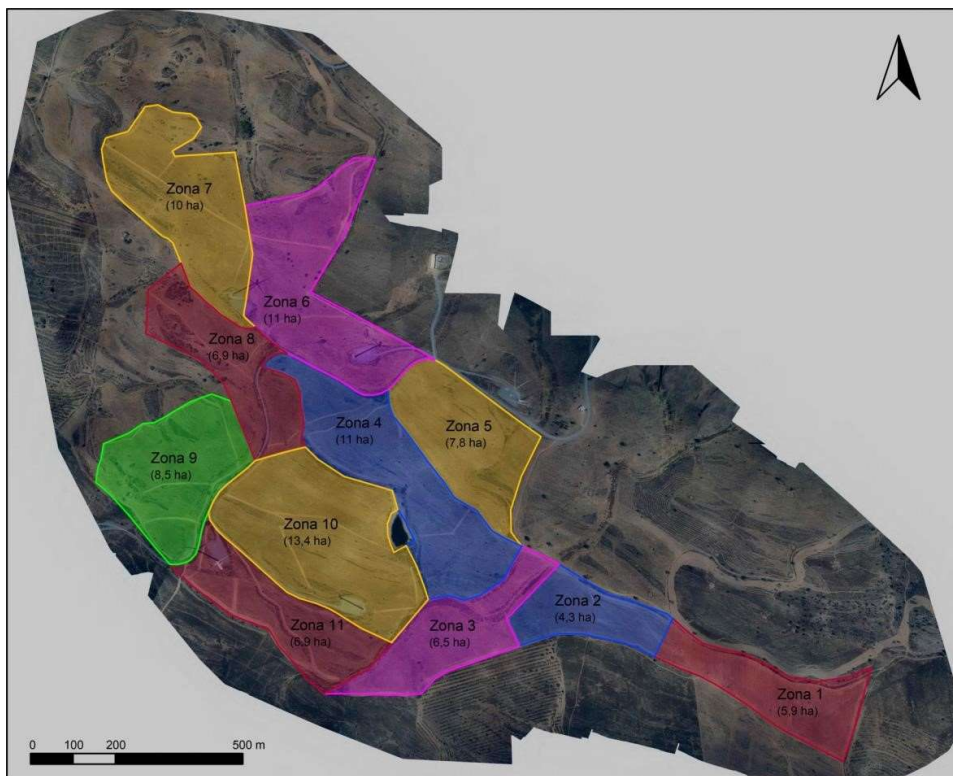 Zona 7
(10 ha)
Zona 6
(11 ha)
Zona 8
(6,9 ha)
Zona 4
(11 ha)
Zona 5
(7,8 ha)
Zona 9
(8,5 ha)
Zona 10
(13,4 ha)
Zona 2
(4,3 ha)
Zona 3
(6,5 ha)
Zona 11
(6,9 ha)
Zona 1
(5,9 ha)
0 100 200 500 m